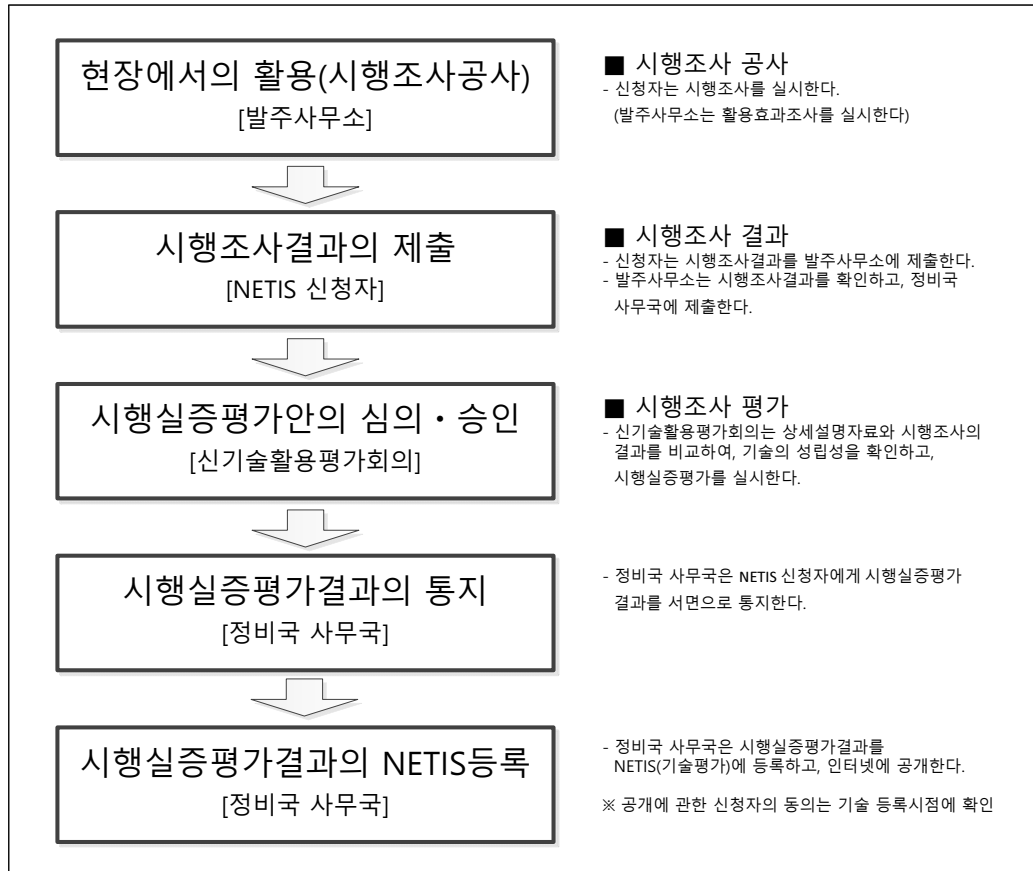 현장에서의 활용(시행조사공사)
[발주사무소]
■ 시행조사 공사
- 신청자는 시행조사를 실시한다.
(발주사무소는 활용효과조사를 실시한다)
시행조사결과의 제출
[NETIS 신청자]
■ 시행조사 결과
- 신청자는 시행조사결과를 발주사무소에 제출한다.
- 발주사무소는 시행조사결과를 확인하고, 정비국
사무국에 제출한다.
시행실증평가안의 심의・승인
[신기술활용평가회의]
■ 시행조사 평가
- 신기술활용평가회의는 상세설명자료와 시행조사의
결과를 비교하여, 기술의 성립성을 확인하고,
시행실증평가를 실시한다.
시행실증평가결과의 통지
[정비국 사무국]
- 정비국 사무국은 NETIS 신청자에게 시행실증평가
결과를 서면으로 통지한다.
시행실증평가결과의 NETIS등록
[정비국 사무국]
- 정비국 사무국은 시행실증평가결과를
NETIS(기술평가)에 등록하고, 인터넷에 공개한다.
※ 공개에 관한 신청자의 동의는 기술 등록시점에 확인